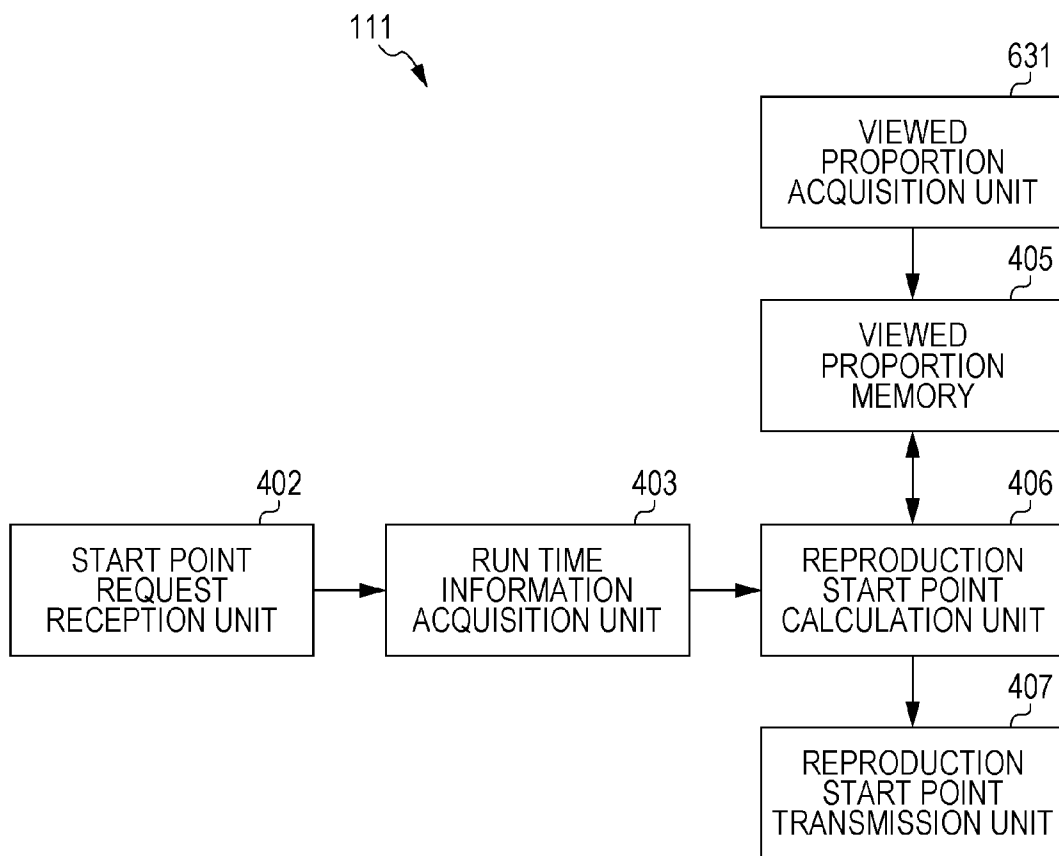 111
631
VIEWED
PROPORTION
ACQUISITION UNIT
405
VIEWED
PROPORTION
MEMORY
402
START POINT
REQUEST
RECEPTION UNIT
403
RUN TIME
INFORMATION
ACQUISITION UNIT
406
REPRODUCTION
START POINT
CALCULATION UNIT
407
REPRODUCTION
START POINT
TRANSMISSION UNIT